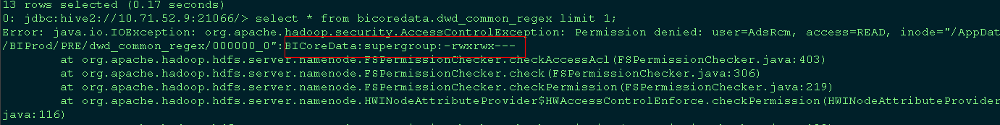 13 rows selected (0.17 seconds)
0: jdbc:hive2://10.71.52.9:21066/> select * from bicoredata.dwd_common_regex limit 1;
Error: java.io.IOException: org.apache.hadoop.security.AccessControlException: Permission denied: user=AdsRcm, access=READ, inode="/AppDat
/BIProd/PRE/dwd_common_regex/000000_0":BICoreData:supergroup:-rwxrwx---
at org.apache.hadoop.hdfs.server.namenode.FSPermissionChecker.checkAccessAcl(FSPermissionChecker.java:403)
at org.apache.hadoop.hdfs.server.namenode.FSPermissionChecker.check(FSPermissionChecker.java:306)
at org.apache.hadoop.hdfs.server.namenode.FSPermissionChecker.checkPermission(FSPermissionChecker.java:219)
at org.apache.hadoop.hdfs.server.namenode.HWINodeAttributeProvider$HWAccessControlEnforce.checkPermission(HWINodeAttributeProvider
java:116)